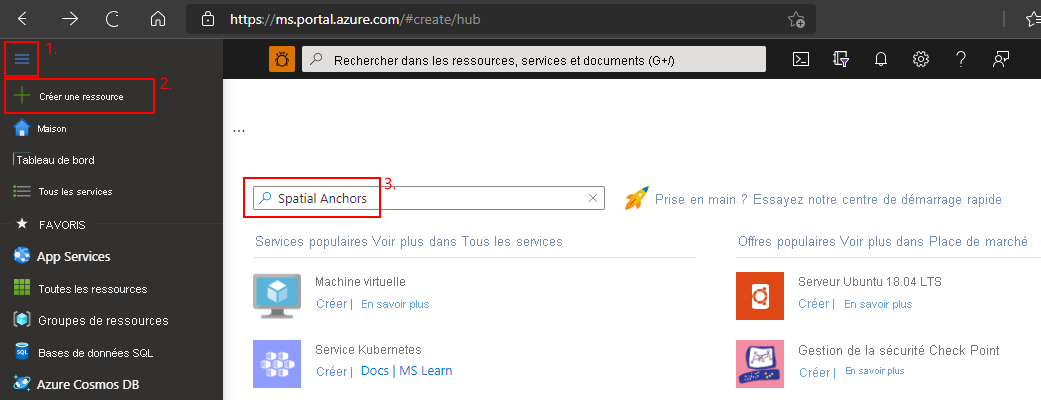 https://ms.portal.azure.com/#create/hub
1.
Rechercher dans les ressources, services et documents (G+/)
2.
Créer une ressource
Maison
...
Tableau de bord
Tous les services
3.
Spatial Anchors
Prise en main ? Essayez notre centre de démarrage rapide
FAVORIS
Services populaires Voir plus dans Tous les services
Offres populaires Voir plus dans Place de marché
App Services
Machine virtuelle
Créer | En savoir plus
Serveur Ubuntu 18.04 LTS
Créer | En savoir plus
Toutes les ressources
Groupes de ressources
SQL
Bases de données SQL
Service Kubernetes
Docs | MS Learn
Créer |
Gestion de la sécurité Check Point
Créer | En savoir plus
Azure Cosmos DB